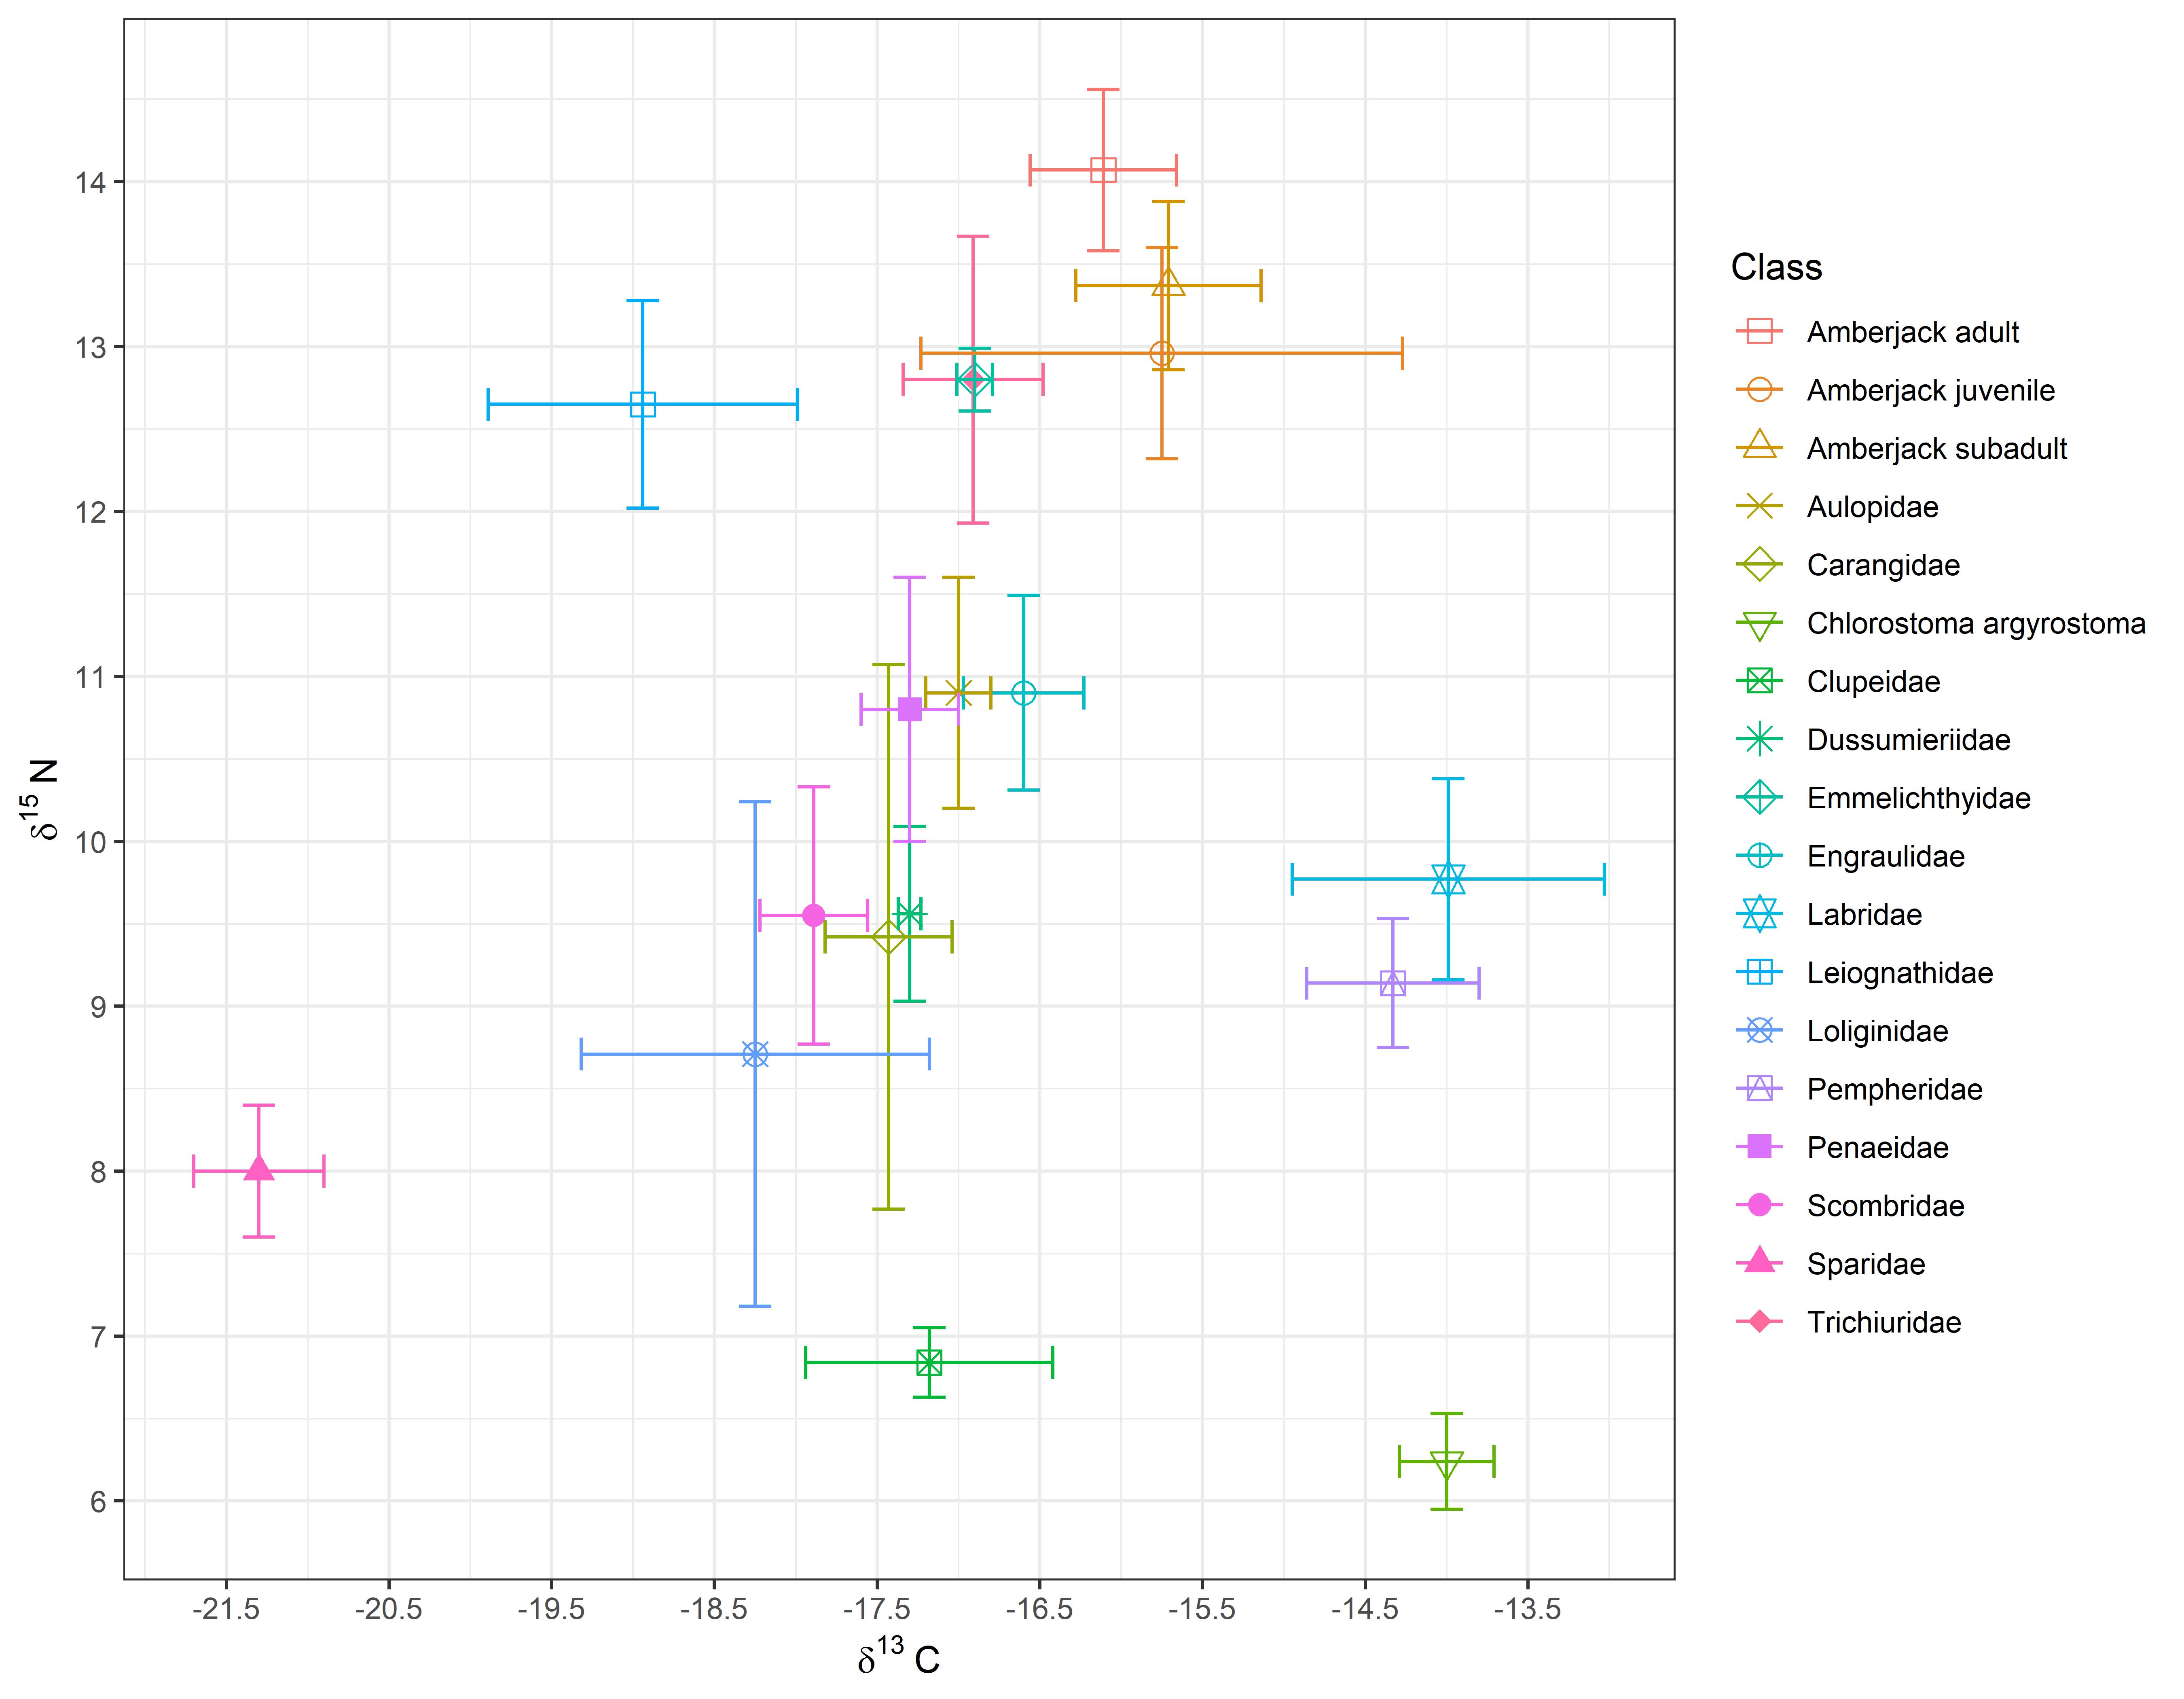 14
13
12
11
10
9
8
7
6
δ15 N
-21.5 -20.5 -19.5 -18.5 -17.5 -16.5 -15.5 -14.5 -13.5
δ13 C
Class
Amberjack adult
Amberjack juvenile
Amberjack subadult
Aulopidae
Carangidae
Chlorostoma argyrostoma
Clupeidae
Dussumieriidae
Emmelichthyidae
Engraulidae
Labridae
Leiognathidae
Loliginidae
Pempheridae
Penaeidae
Scombridae
Sparidae
Trichiuridae